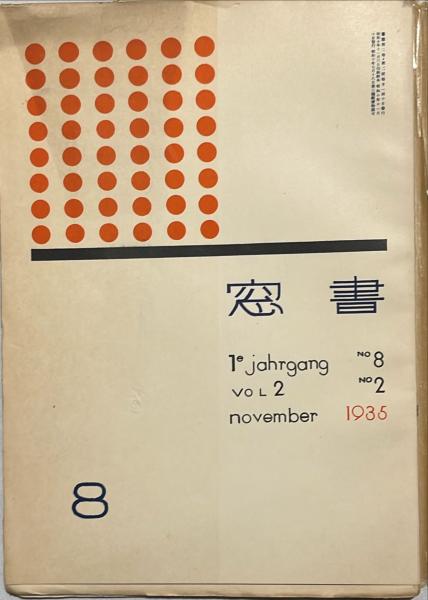 書窓
1e jahrgang No 8
VOL 2 No 2
november 1935
8